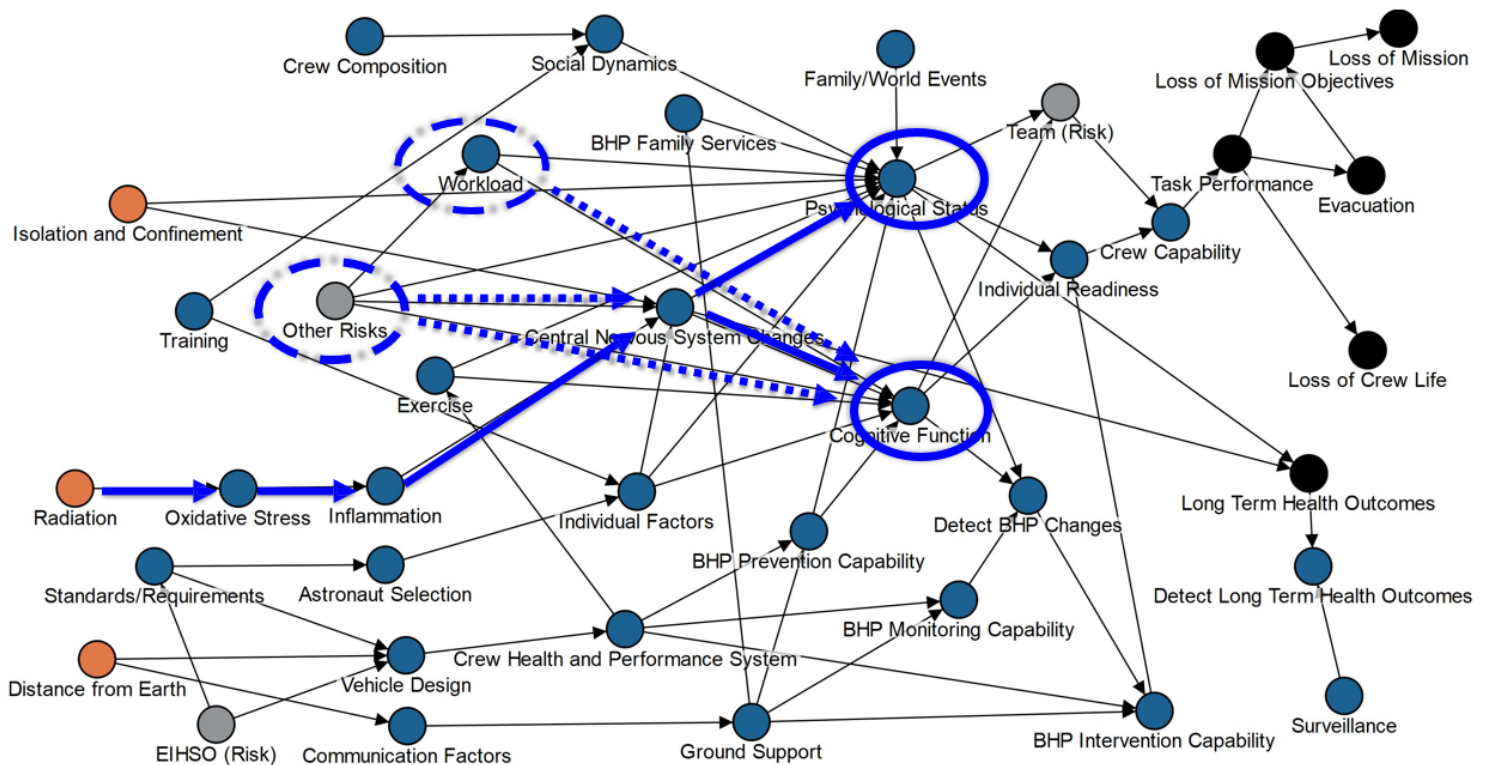 Loss of Mission
Crew Composition
Social Dynamics
Family/World Events
Loss of Mission Objectives
BHP Family Services
Team (Risk)
Workload
Task Performance
Psychological Status
Evacuation
Isolation and Confinement
Crew Capability
Individual Readiness
Training
Other Risks
Central Nervous System Changes
Loss of Crew Life
Exercise
Cognitive Function
Radiation
Oxidative Stress
Inflammation
Individual Factors
Detect BHP Changes
Long Term Health Outcomes
BHP Prevention Capability
Standards/Requirements
Astronaut Selection
Detect Long Term Health Outcomes
BHP Monitoring Capability
Crew Health and Performance System
Distance from Earth
Vehicle Design
Surveillance
EIHSO (Risk)
Communication Factors
Ground Support
BHP Intervention Capability